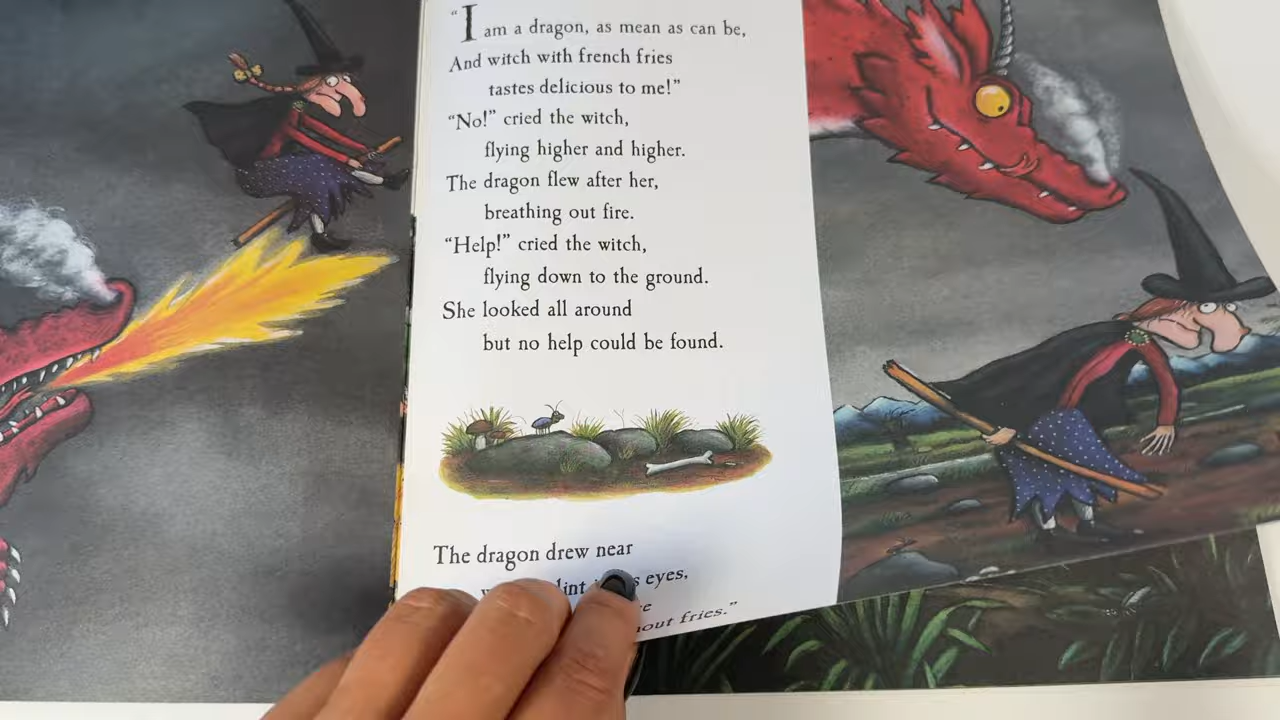 “I am a dragon, as mean as can be,
And witch with french fries
tastes delicious to me!”
“No!” cried the witch,
flying higher and higher.
The dragon flew after her,
breathing out fire.
“Help!” cried the witch,
flying down to the ground.
She looked all around
but no help could be found.
The dragon drew near
eyes,
fries.”